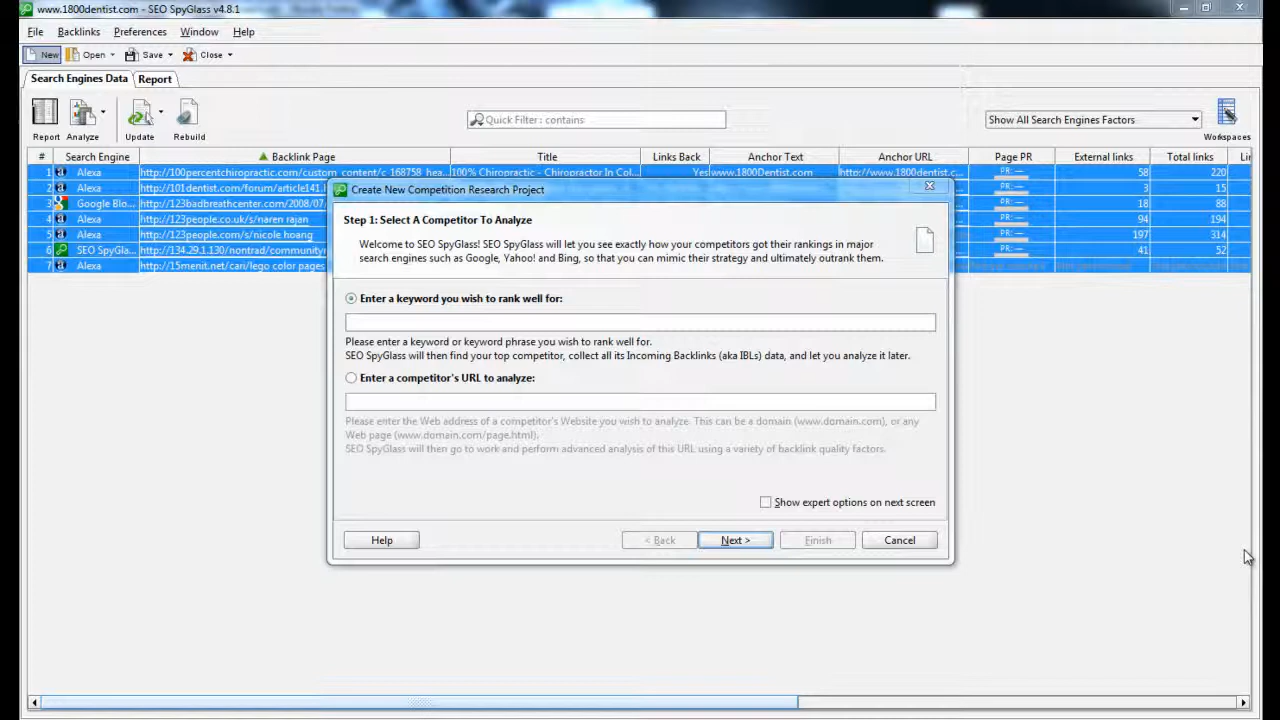 www.1800dentist.com - SEO SpyGlass v4.8.1
File Backlinks Preferences Window Help
New Open Save Close
Search Engines Data Report
Report Analyze Update Rebuild Quick Filter : contains Show All Search Engines Factors Workspaces
# Search Engine Backlink Page Title Links Back Anchor Text Anchor URL Page PR External links Total links
1 Alexa http://100percentchiropractic.com/custom_content/c_168758_hea... 100% Chiropractic - Chiropractor In Col... Yes www.1800Dentist.com http://www.1800dentist.c... PR: — 58 220
2 Alexa http://101dentist.com/forum/article141. PR: — 3 15
3 Google Blo... http://123badbreathcenter.com/2008/07. PR: — 18 88
4 Alexa http://123people.co.uk/s/naren rajan PR: — 94 194
5 Alexa http://123people.com/s/nicole hoang PR: — 197 314
6 SEO SpyGla... http://134.29.1.130/nontrad/community PR: — 41 52
7 Alexa http://15menit.net/cari/lego color pages
Create New Competition Research Project
Step 1: Select A Competitor To Analyze
Welcome to SEO SpyGlass! SEO SpyGlass will let you see exactly how your competitors got their rankings in major
search engines such as Google, Yahoo! and Bing, so that you can mimic their strategy and ultimately outrank them.
Enter a keyword you wish to rank well for:
Please enter a keyword or keyword phrase you wish to rank well for.
SEO SpyGlass will then find your top competitor, collect all its Incoming Backlinks (aka IBLs) data, and let you analyze it later.
Enter a competitor's URL to analyze:
Please enter the Web address of a competitor's Website you wish to analyze. This can be a domain (www.domain.com), or any
Web page (www.domain.com/page.html).
SEO SpyGlass will then go to work and perform advanced analysis of this URL using a variety of backlink quality factors.
Show expert options on next screen
Help < Back Next > Finish Cancel